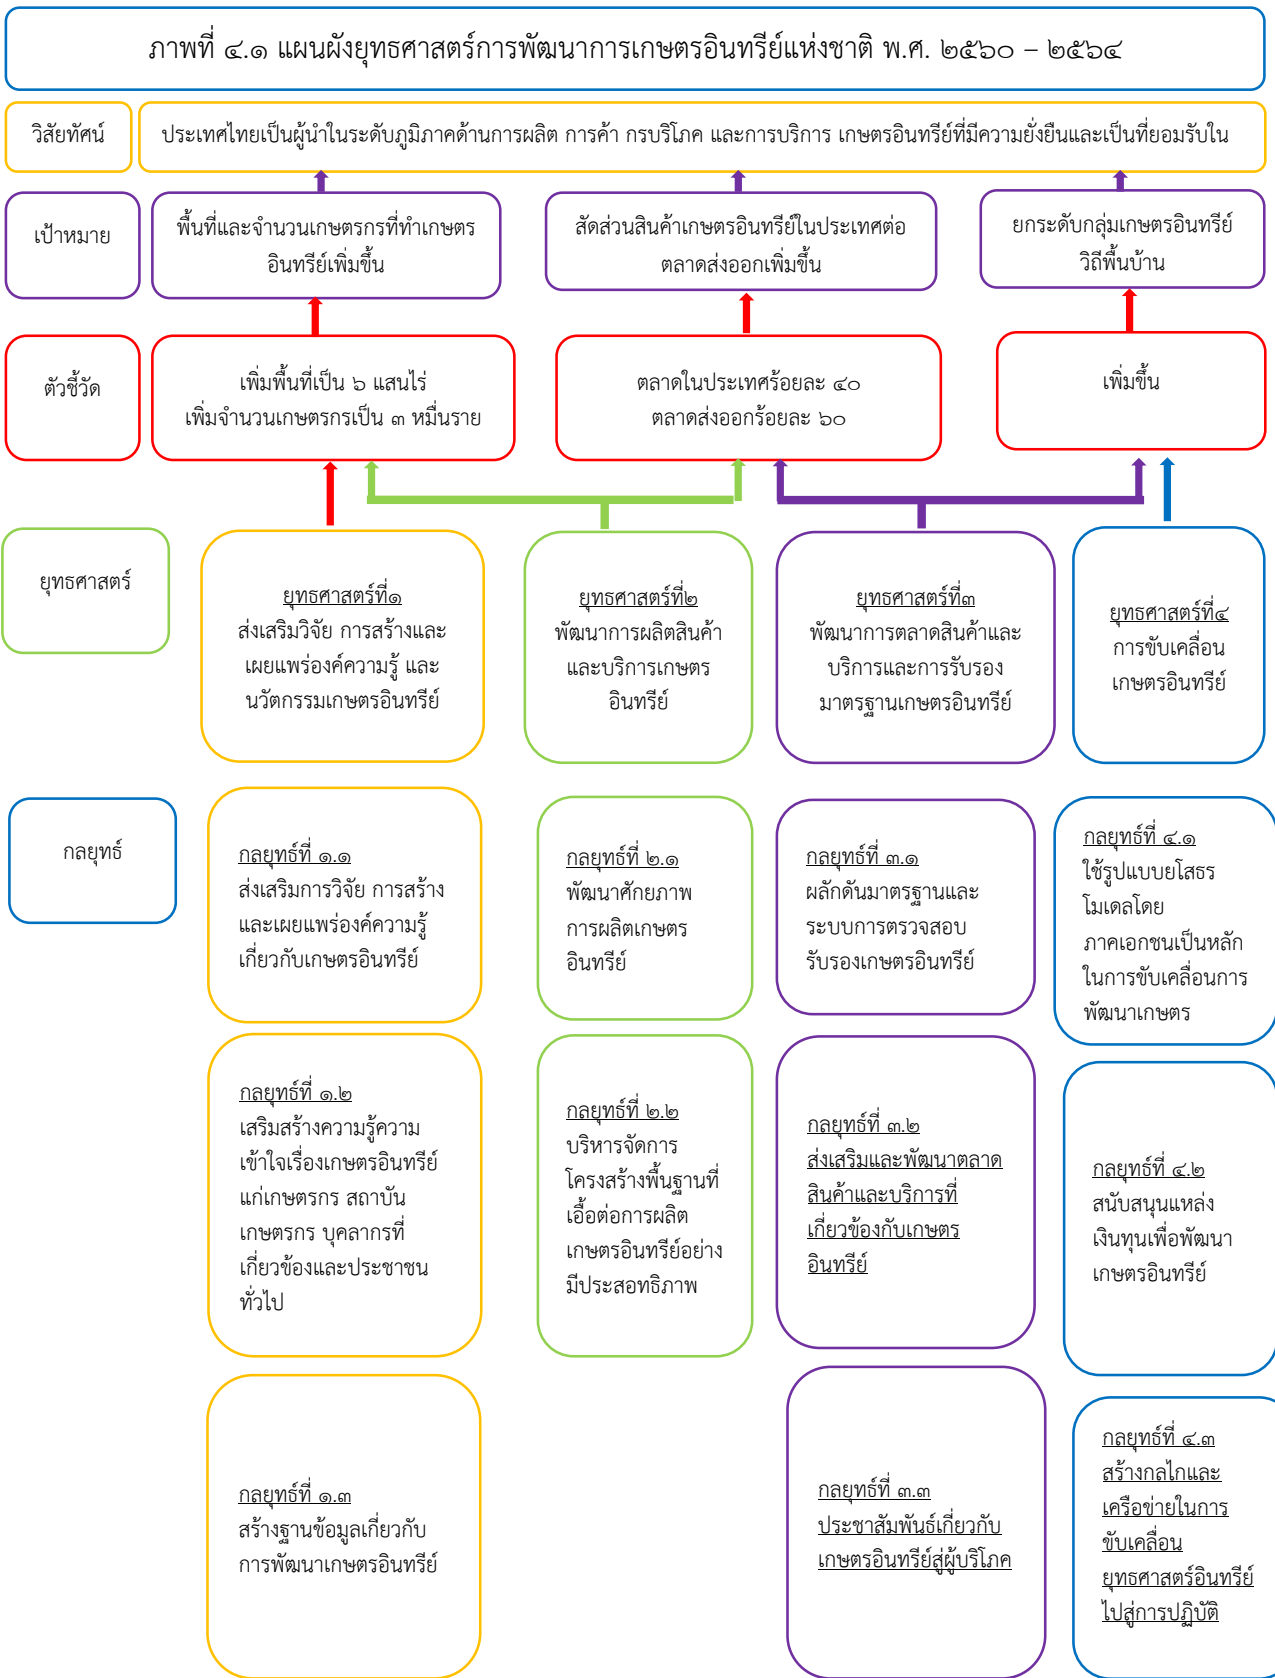 ภาพที่ ๔.๑ แผนผังยุทธศาสตร์การพัฒนาการเกษตรอินทรีย์แห่งชาติ พ.ศ. ๒๕๖๐ – ๒๕๖๔
วิสัยทัศน์
ประเทศไทยเป็นผู้นำในระดับภูมิภาคด้านการผลิต การค้า กรบริโภค และการบริการ เกษตรอินทรีย์ที่มีความยั่งยืนและเป็นที่ยอมรับใน
เป้าหมาย
พื้นที่และจำนวนเกษตรกรที่ทำเกษตร
อินทรีย์เพิ่มขึ้น
สัดส่วนสินค้าเกษตรอินทรีย์ในประเทศต่อ
ตลาดส่งออกเพิ่มขึ้น
ยกระดับกลุ่มเกษตรอินทรีย์
วิถีพื้นบ้าน
ตัวชี้วัด
เพิ่มพื้นที่เป็น ๖ แสนไร่
เพิ่มจำนวนเกษตรกรเป็น ๓ หมื่นราย
ตลาดในประเทศร้อยละ ๔๐
ตลาดส่งออกร้อยละ ๖๐
เพิ่มขึ้น
ยุทธศาสตร์
ยุทธศาสตร์ที่๑
ส่งเสริมวิจัย การสร้างและ
เผยแพร่องค์ความรู้ และ
นวัตกรรมเกษตรอินทรีย์
ยุทธศาสตร์ที่๒
พัฒนาการผลิตสินค้า
และบริการเกษตร
อินทรีย์
ยุทธศาสตร์ที่๓
พัฒนาการตลาดสินค้าและ
บริการและการรับรอง
มาตรฐานเกษตรอินทรีย์
ยุทธศาสตร์ที่๔
การขับเคลื่อน
เกษตรอินทรีย์
กลยุทธ์
กลยุทธ์ที่ ๑.๑
ส่งเสริมการวิจัย การสร้าง
และเผยแพร่องค์ความรู้
เกี่ยวกับเกษตรอินทรีย์
กลยุทธ์ที่ ๒.๑
พัฒนาศักยภาพ
การผลิตเกษตร
อินทรีย์
กลยุทธ์ที่ ๓.๑
ผลักดันมาตรฐานและ
ระบบการตรวจสอบ
รับรองเกษตรอินทรีย์
กลยุทธ์ที่ ๔.๑
ใช้รูปแบบยโสธร
โมเดลโดย
ภาคเอกชนเป็นหลัก
ในการขับเคลื่อนการ
พัฒนาเกษตร
กลยุทธ์ที่ ๑.๒
เสริมสร้างความรู้ความ
เข้าใจเรื่องเกษตรอินทรีย์
แก่เกษตรกร สถาบัน
เกษตรกร บุคลากรที่
เกี่ยวข้องและประชาชน
ทั่วไป
กลยุทธ์ที่ ๒.๒
บริหารจัดการ
โครงสร้างพื้นฐานที่
เอื้อต่อการผลิต
เกษตรอินทรีย์อย่าง
มีประสอทธิภาพ
กลยุทธ์ที่ ๓.๒
ส่งเสริมและพัฒนาตลาด
สินค้าและบริการที่
เกี่ยวข้องกับเกษตร
อินทรีย์
กลยุทธ์ที่ ๔.๒
สนับสนุนแหล่ง
เงินทุนเพื่อพัฒนา
เกษตรอินทรีย์
กลยุทธ์ที่ ๑.๓
สร้างฐานข้อมูลเกี่ยวกับ
การพัฒนาเกษตรอินทรีย์
กลยุทธ์ที่ ๓.๓
ประชาสัมพันธ์เกี่ยวกับ
เกษตรอินทรีย์สู่ผู้บริโภค
กลยุทธ์ที่ ๔.๓
สร้างกลไกและ
เครือข่ายในการ
ขับเคลื่อน
ยุทธศาสตร์อินทรีย์
ไปสู่การปฏิบัติ